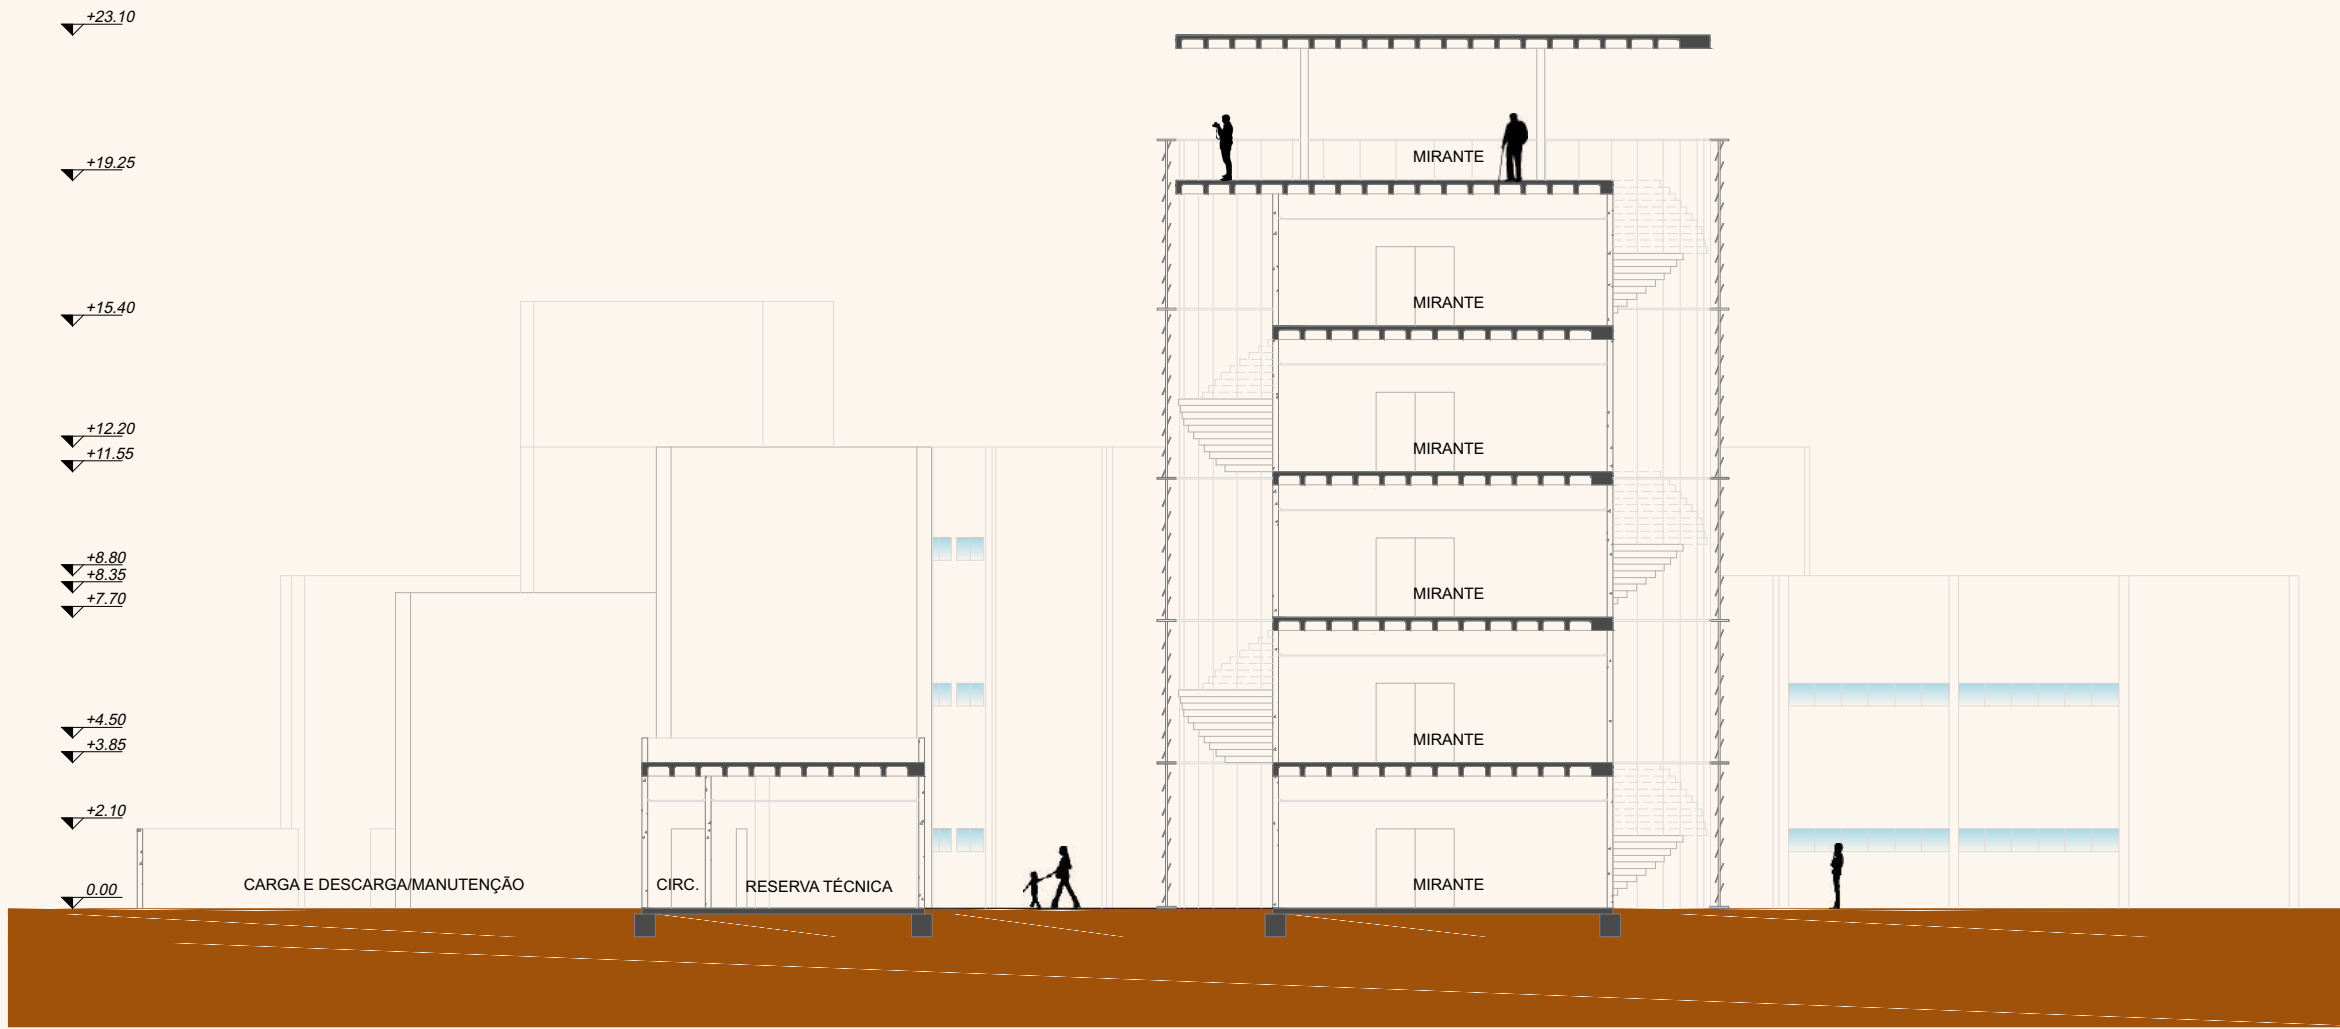 +23.10
+19.25
MIRANTE
+15.40
MIRANTE
+12.20
+11.55
MIRANTE
+8.80
+8.35
+7.70
MIRANTE
+4.50
+3.85
MIRANTE
+2.10
0.00
CARGA E DESCARGA/MANUTENÇÃO
CIRC.
RESERVA TÉCNICA
MIRANTE